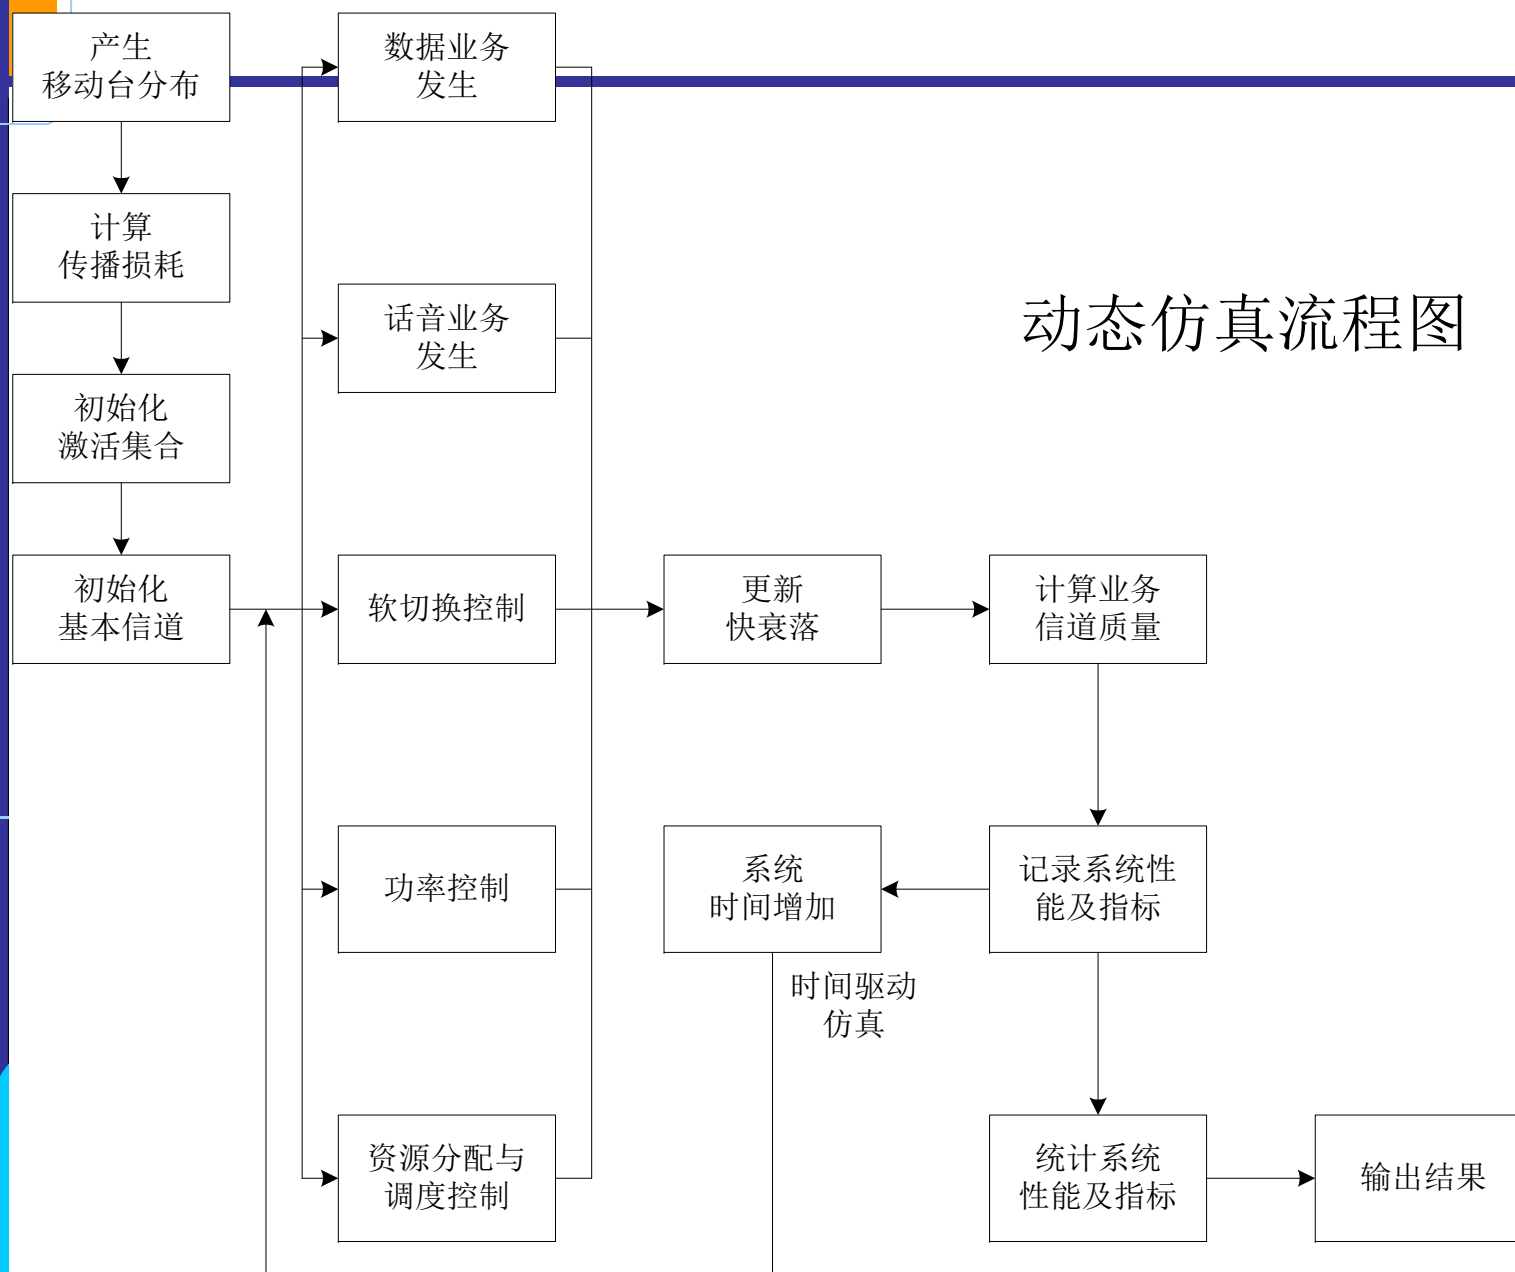 产生
移动台分布
数据业务
发生
计算
传播损耗
话音业务
发生
动态仿真流程图
初始化
激活集合
初始化
基本信道
软切换控制
更新
快衰落
计算业务
信道质量
功率控制
系统
时间增加
记录系统性
能及指标
时间驱动
仿真
资源分配与
调度控制
统计系统
性能及指标
输出结果